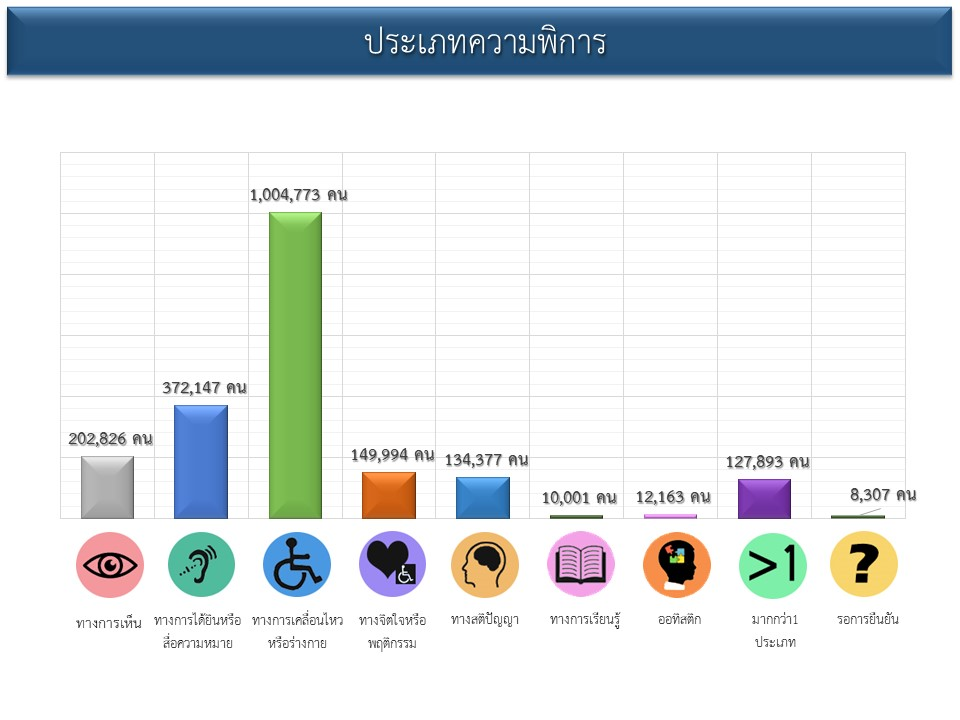 ประเภทความพิการ
1,004,773 คน
372,147 คน
202,826 คน
149,994 คน
134,377 คน
10,001 คน
12,163 คน
127,893 คน
8,307 คน
>1
?
ทางการเห็น
ทางการได้ยินหรือ
สื่อความหมาย
ทางการเคลื่อนไหว
หรือร่างกาย
ทางจิตใจหรือ
พฤติกรรม
ทางสติปัญญา
ทางการเรียนรู้
ออทิสติก
มากกว่า1
ประเภท
รอการยืนยัน